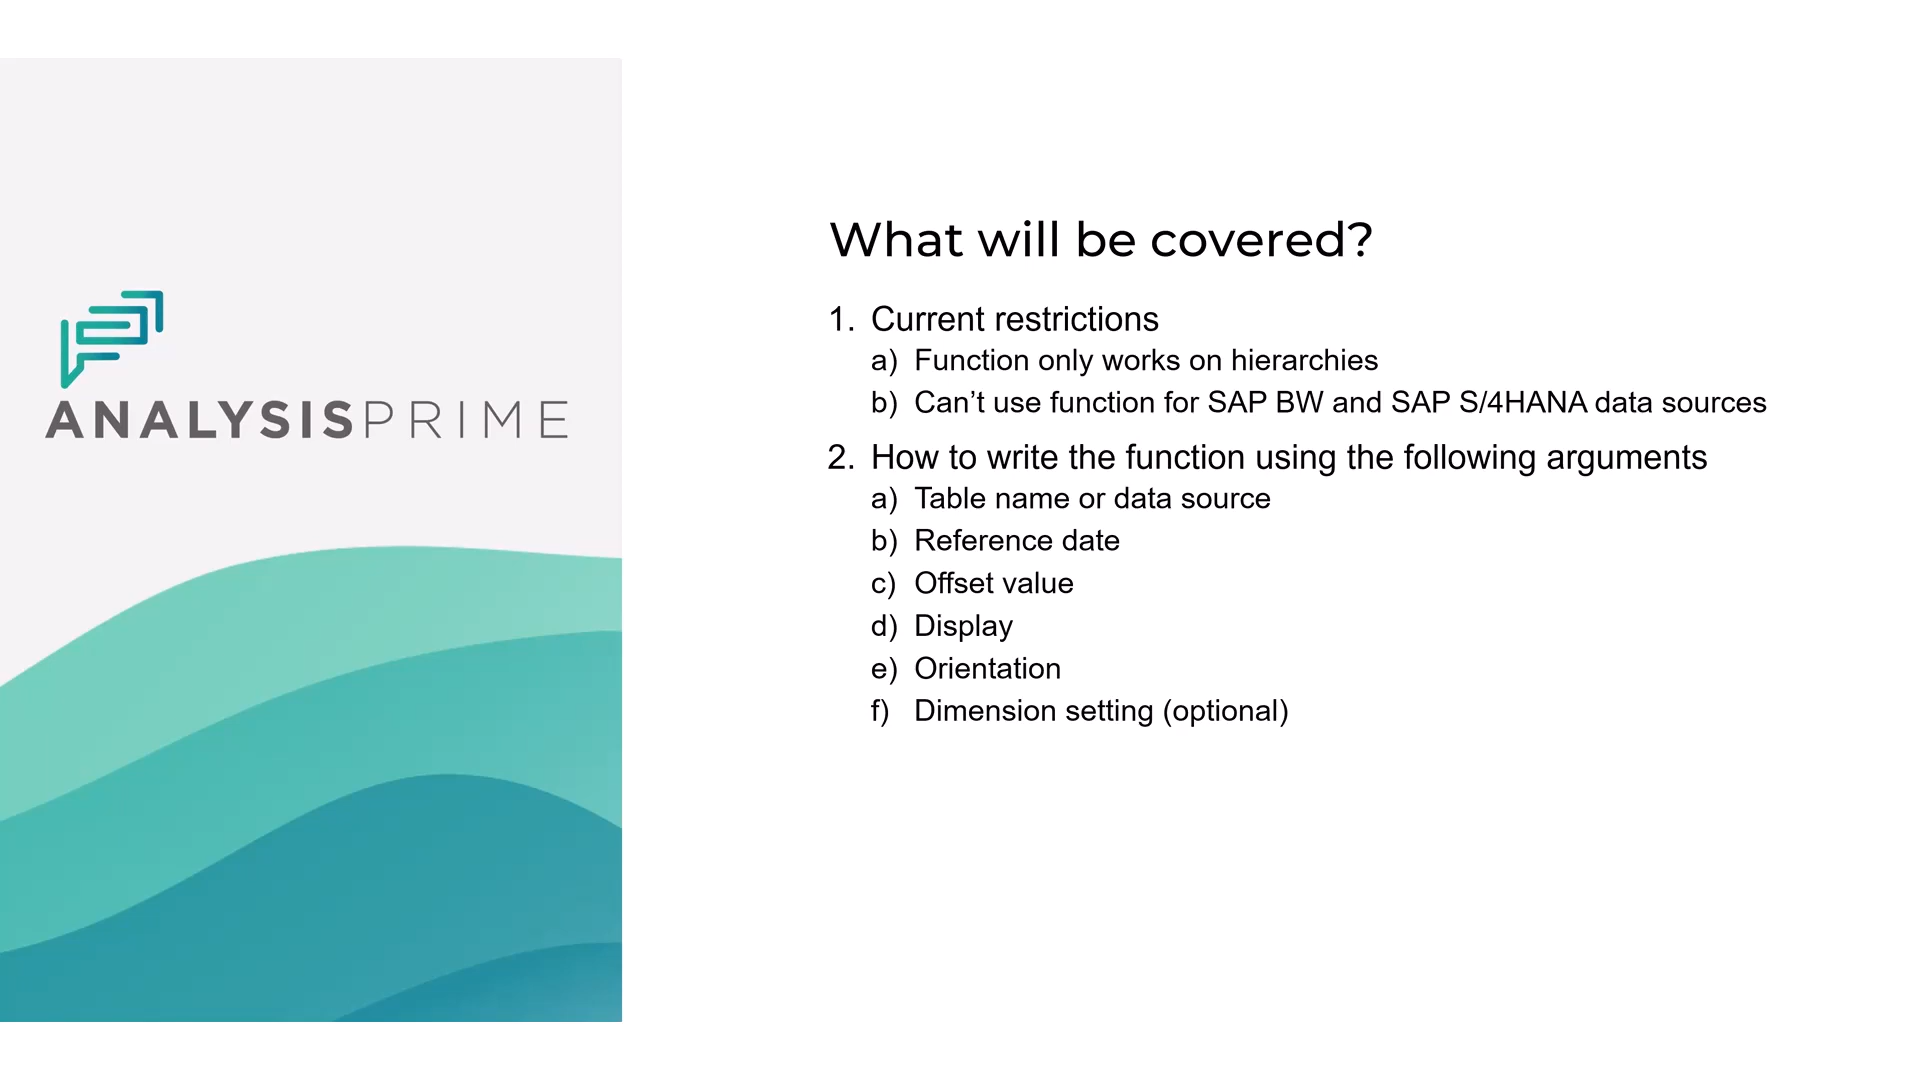 ANALYSISPRIME
What will be covered?
1. Current restrictions
a) Function only works on hierarchies
b) Can’t use function for SAP BW and SAP S/4HANA data sources
2. How to write the function using the following arguments
a) Table name or data source
b) Reference date
c) Offset value
d) Display
e) Orientation
f) Dimension setting (optional)